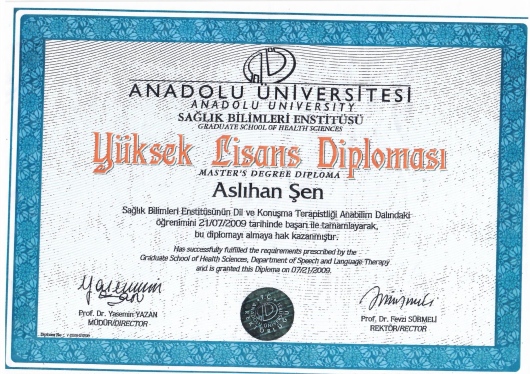 ANADOLU ÜNİVERSİTESİ
ANADOLU UNIVERSITY
SAĞLIK BİLİMLERİ ENSTİTÜSÜ
GRADUATE SCHOOL OF HEALTH SCIENCES
Yüksek Lisans Diploması
MASTER'S DEGREE DIPLOMA
Aslıhan Şen
Sağlık Bilimleri Enstitüsünün Dil ve Konuşma Terapistliği Anabilim Dalındaki
öğrenimini 21/07/2009 tarihinde başarı ile tamamlayarak,
bu diplomayı almaya hak kazanmıştır.
Has successfully fulfilled the requirements prescribed by the
Graduate School of Health Sciences, Department of Speech and Language Therapy
and is granted this Diploma on 07/21/2009.
Prof. Dr. Yasemin YAZAN
MÜDÜR/DIRECTOR
Prof. Dr. Fevzi SÜRMELİ
REKTÖR/RECTOR
Diploma No :